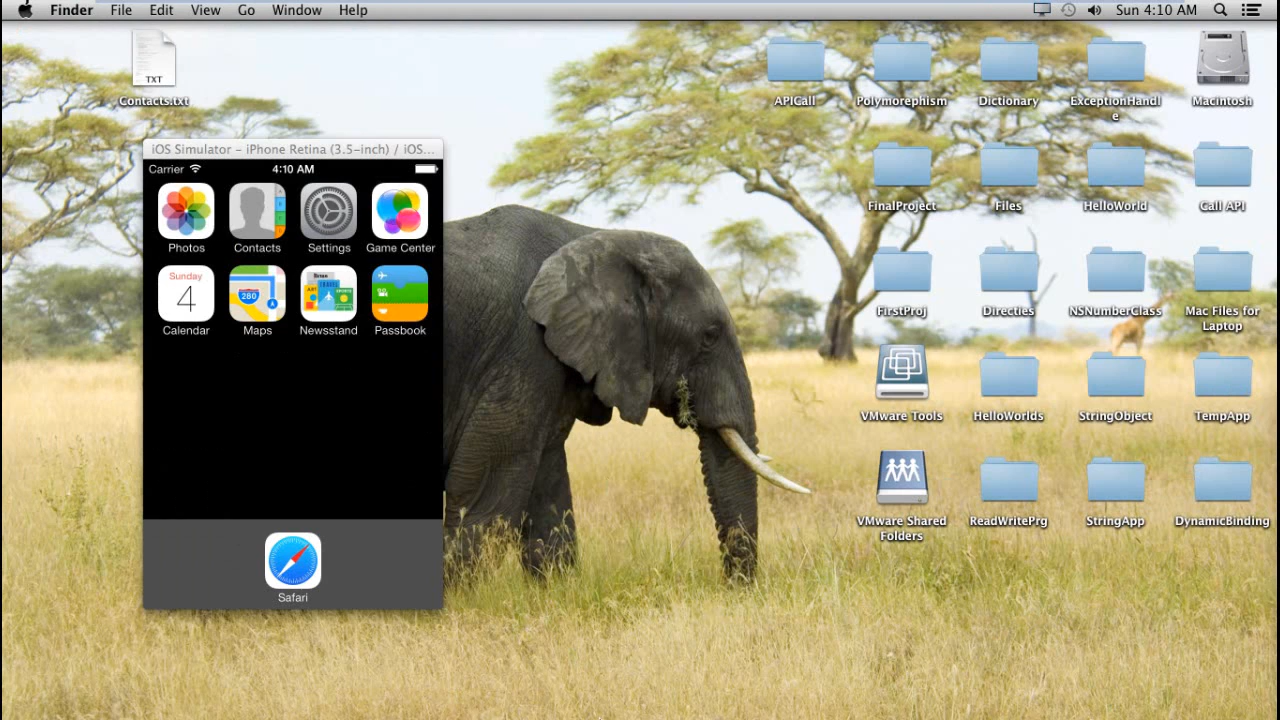 Finder File Edit View Go Window Help Sun 4:10 AM
TXT
Contacts.txt
APICall Polymorephism Dictionary ExceptionHandl
e Macintosh
iOS Simulator – iPhone Retina (3.5-inch) / iOS...
Carrier 4:10 AM
Photos Contacts Settings Game Center
Sunday
4
280
Calendar Maps Newsstand Passbook
Safari
FinalProject Files HelloWorld Call API
FirstProj Directies NSNumberClass Mac Files for
Laptop
VMware Tools HelloWorlds StringObject TempApp
VMware Shared
Folders ReadWritePrg StringApp DynamicBinding